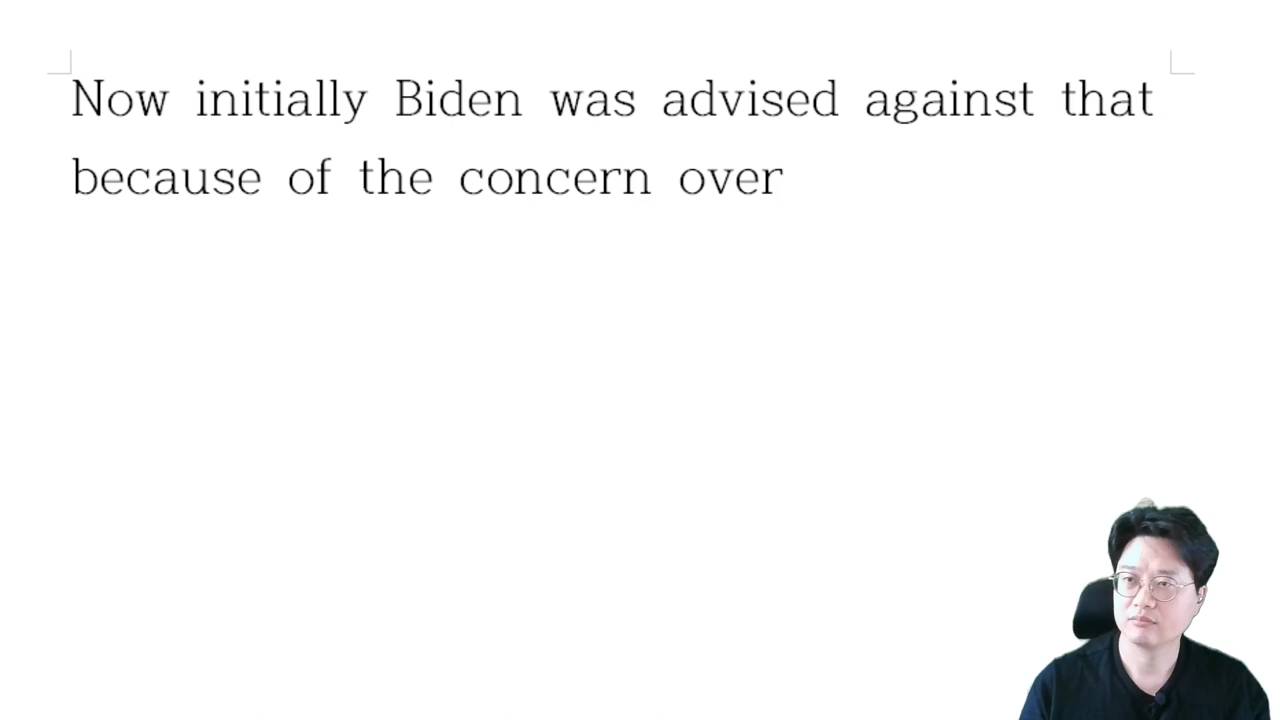 Now initially Biden was advised against that
because of the concern over